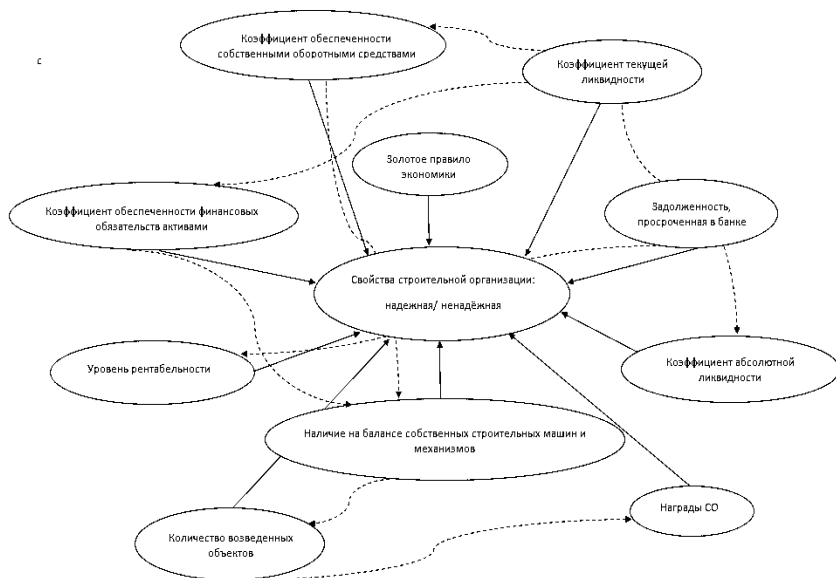 Коэффициент обеспеченности
собственными оборотными средствами
с
Коэффициент текущей
ликвидности
Золотое правило
экономики
Коэффициент обеспеченности финансовых
обязательств активами
Задолженность,
просроченная в банке
Свойства строительной организации:
надежная/ ненадёжная
Уровень рентабельности
Коэффициент абсолютной
ликвидности
Наличие на балансе собственных строительных машин и
механизмов
Награды СО
Количество возведенных
объектов